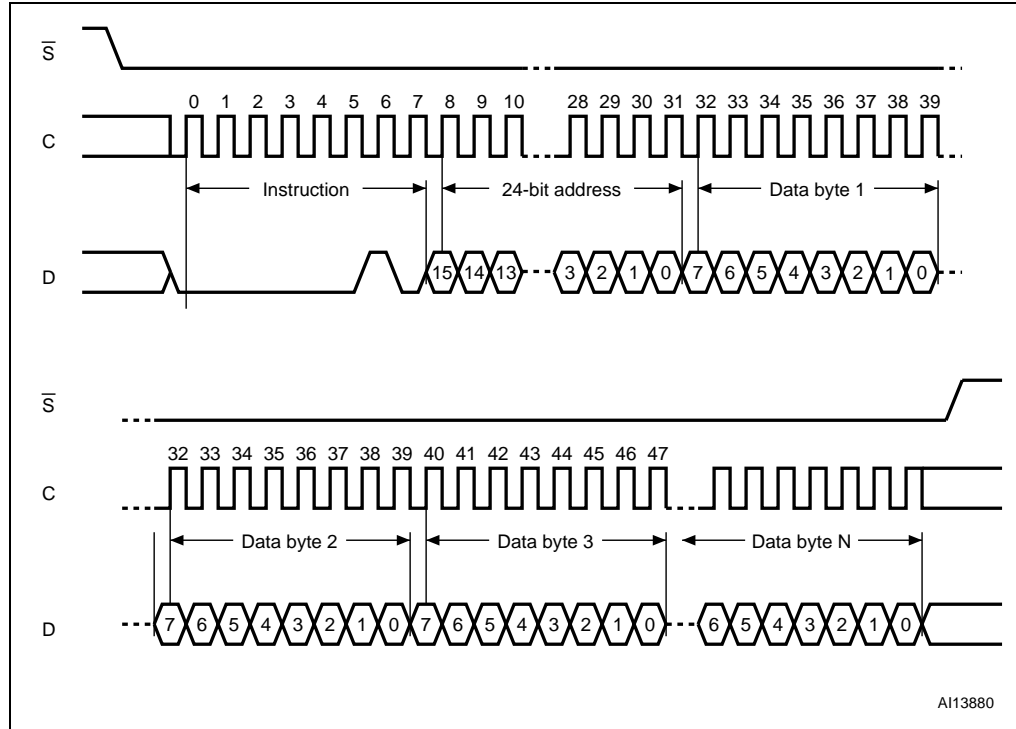 S
0 1 2 3 4 5 6 7 8 9 10 28 29 30 31 32 33 34 35 36 37 38 39
C
Instruction 24-bit address Data byte 1
D 15 14 13 3 2 1 0 7 6 5 4 3 2 1 0
S
32 33 34 35 36 37 38 39 40 41 42 43 44 45 46 47
C
Data byte 2 Data byte 3 Data byte N
D 7 6 5 4 3 2 1 0 7 6 5 4 3 2 1 0 6 5 4 3 2 1 0
AI13880